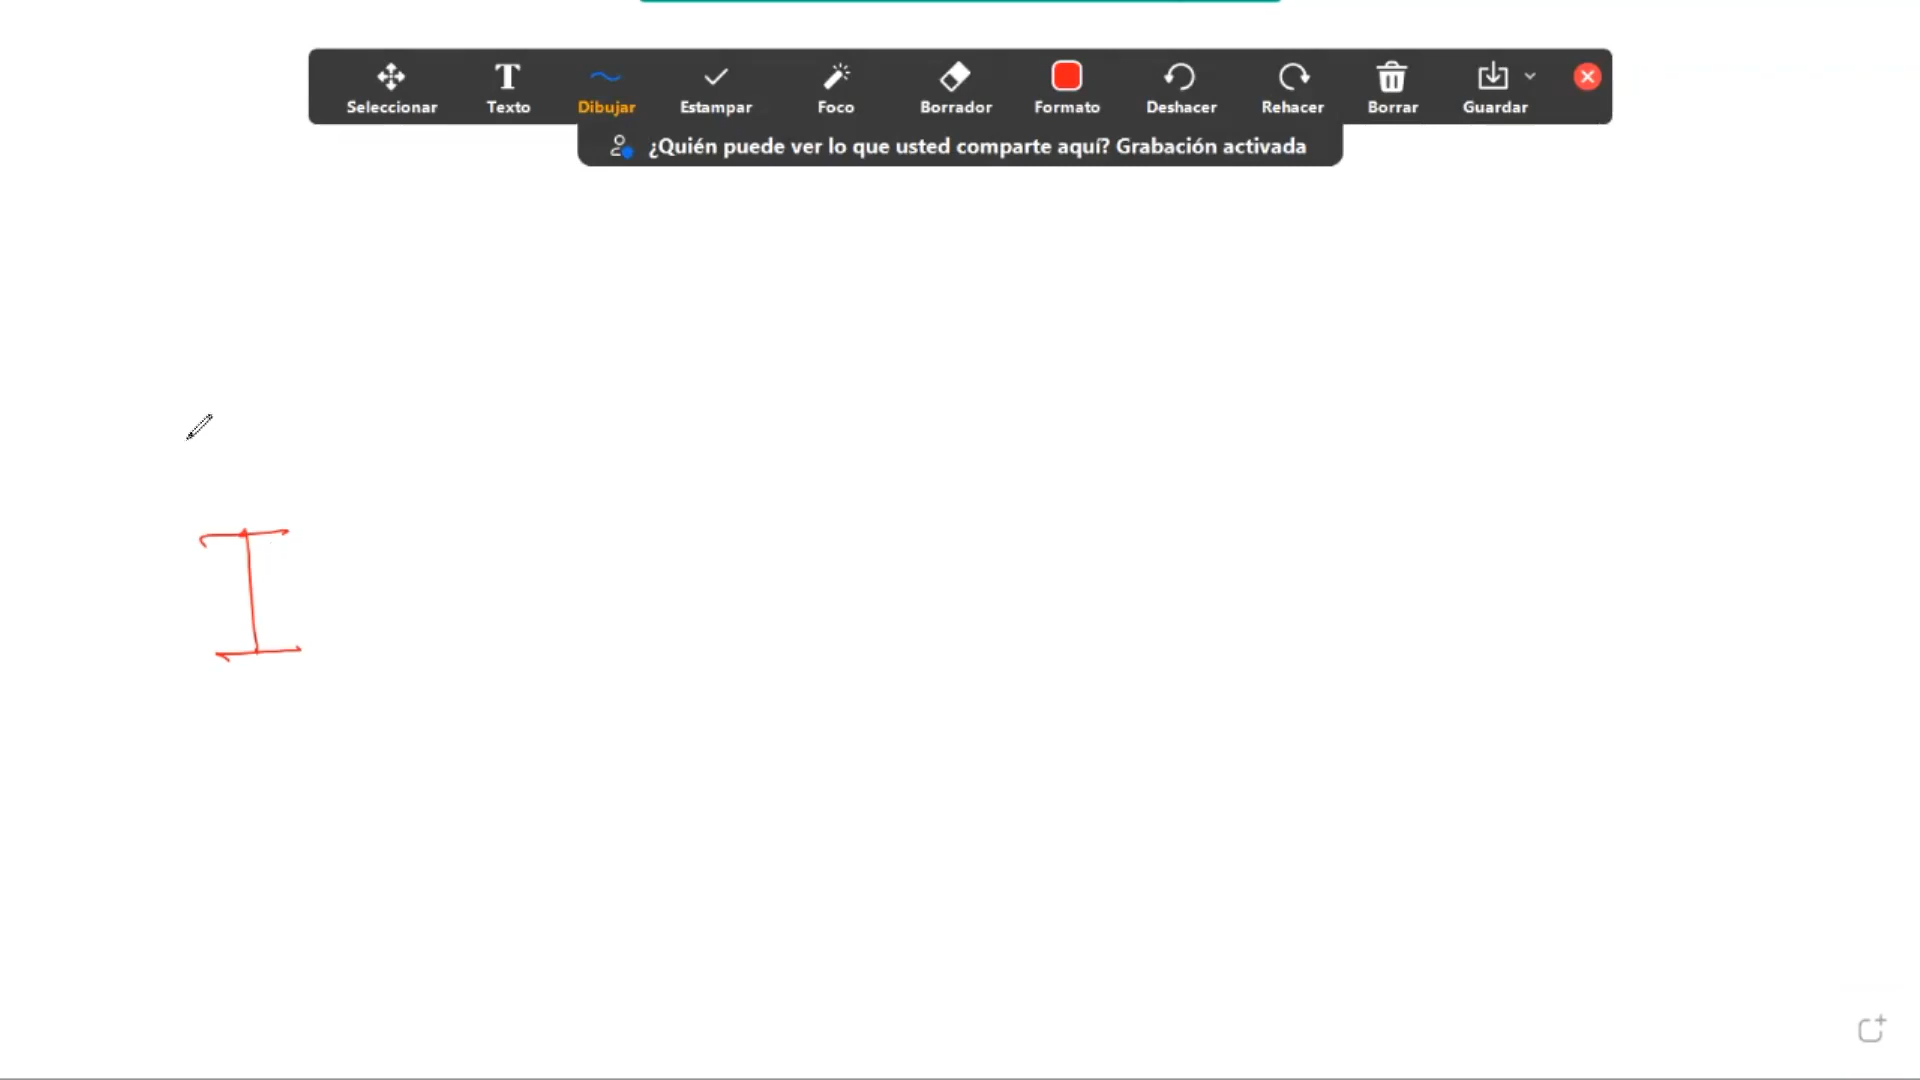 Seleccionar Texto Dibujar Estampar Foco Borrador Formato Deshacer Rehacer Borrar Guardar
¿Quién puede ver lo que usted comparte aquí? Grabación activada
I